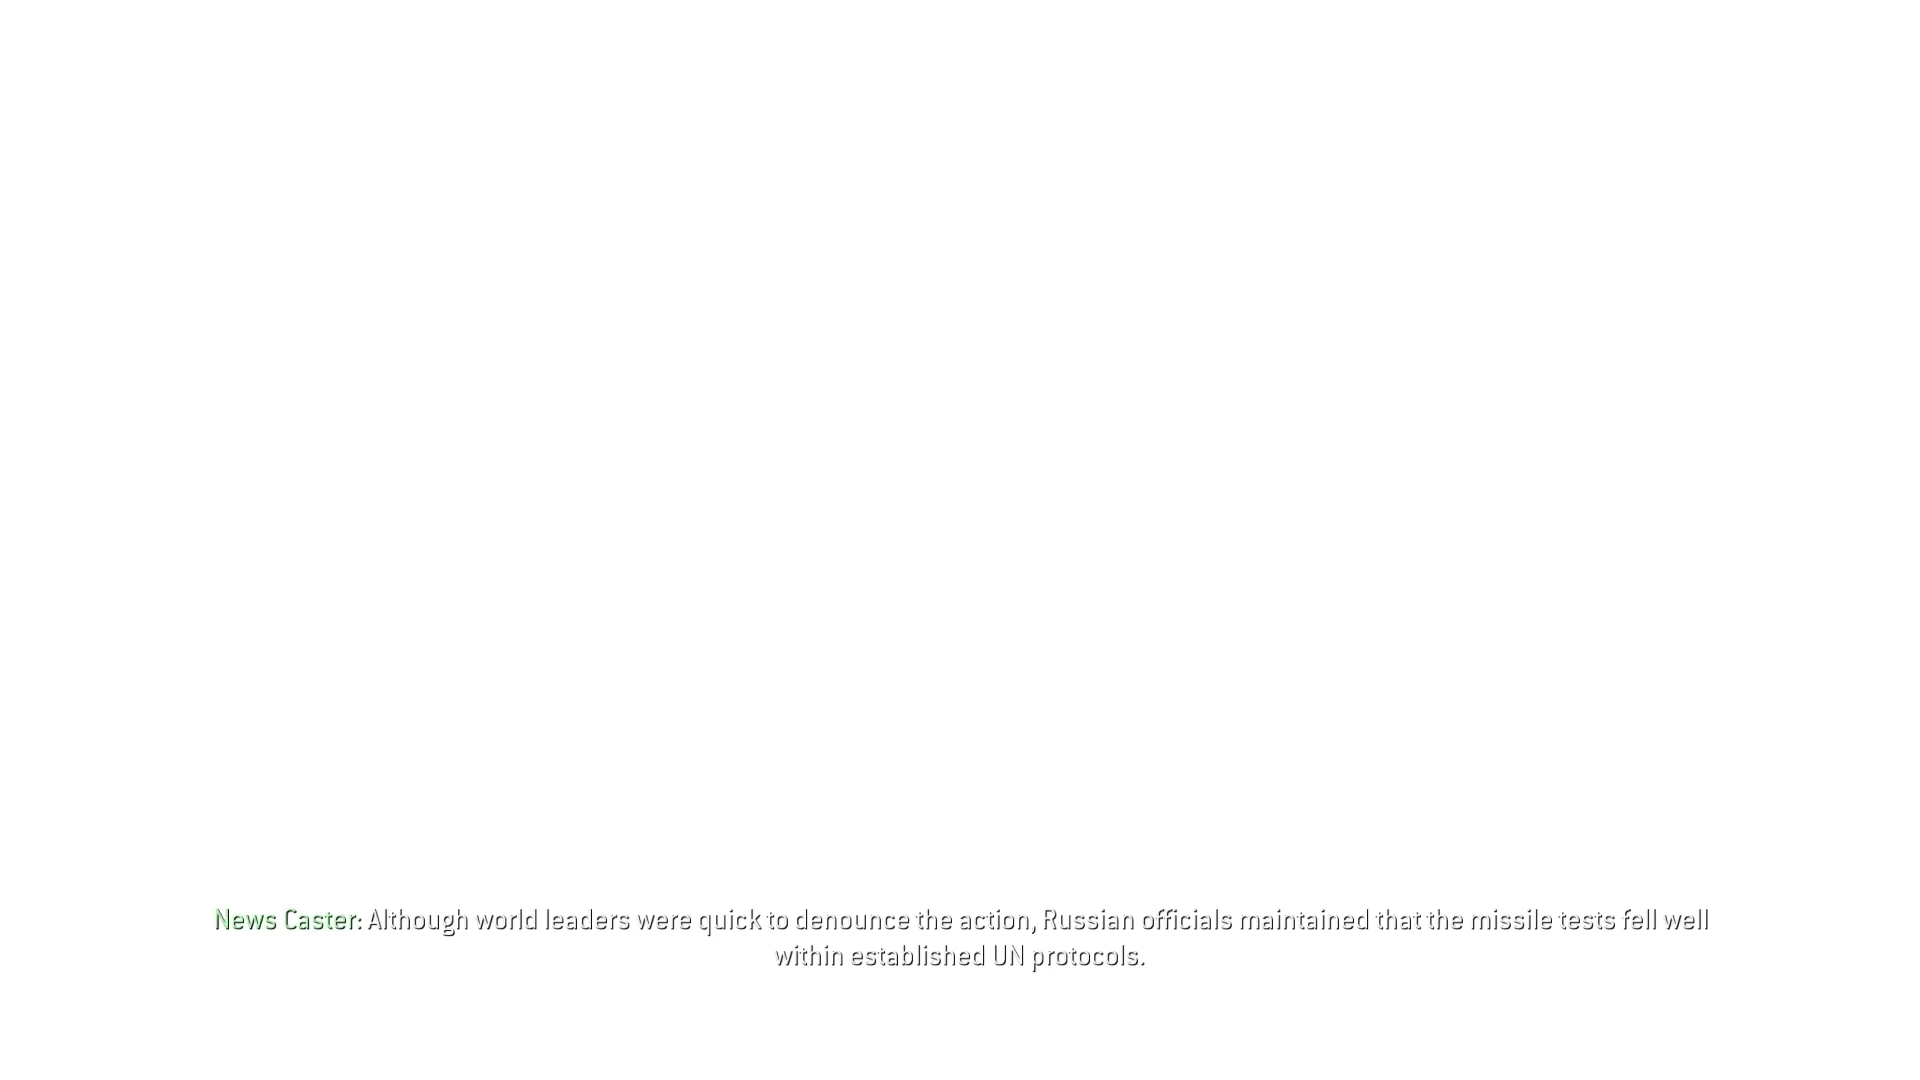 News Caster: Although world leaders were quick to denounce the action, Russian officials maintained that the missile tests fell well
within established UN protocols.